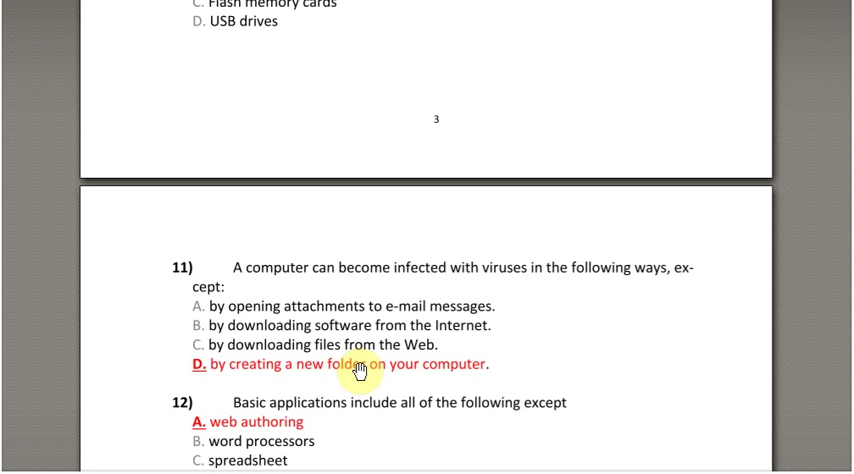 C. Flash memory cards
D. USB drives
3
11) A computer can become infected with viruses in the following ways, ex-
cept:
A. by opening attachments to e-mail messages.
B. by downloading software from the Internet.
C. by downloading files from the Web.
D. by creating a new folder on your computer.
12) Basic applications include all of the following except
A. web authoring
B. word processors
C. spreadsheet